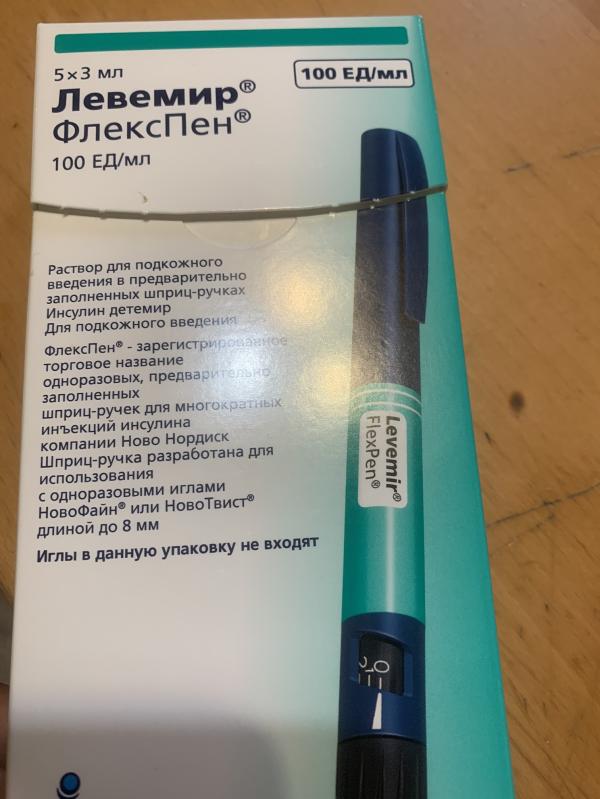 5×3 мл
100 ЕД/мл
Левемир®
ФлексПен®
100 ЕД/мл
Раствор для подкожного
введения в предварительно
заполненных шприц-ручках
Инсулин детемир
Для подкожного введения
ФлексПен® - зарегистрированное
торговое название
одноразовых, предварительно
заполненных
шприц-ручек для многократных
инъекций инсулина
компании Ново Нордиск
Шприц-ручка разработана для
использования
с одноразовыми иглами
НовоФайн® или НовоТвист®
длиной до 8 мм
Иглы в данную упаковку не входят
Levemir®
FlexPen®
0
1
2